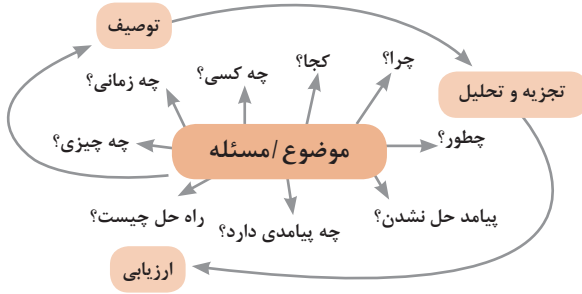 توصیف
کجا؟
چرا؟
چه کسی؟
چه زمانی؟
تجزیه و تحلیل
چطور؟
موضوع/مسئله
چه چیزی؟
پیامد حل نشدن؟
چه پیامدی دارد؟
راه حل چیست؟
ارزیابی